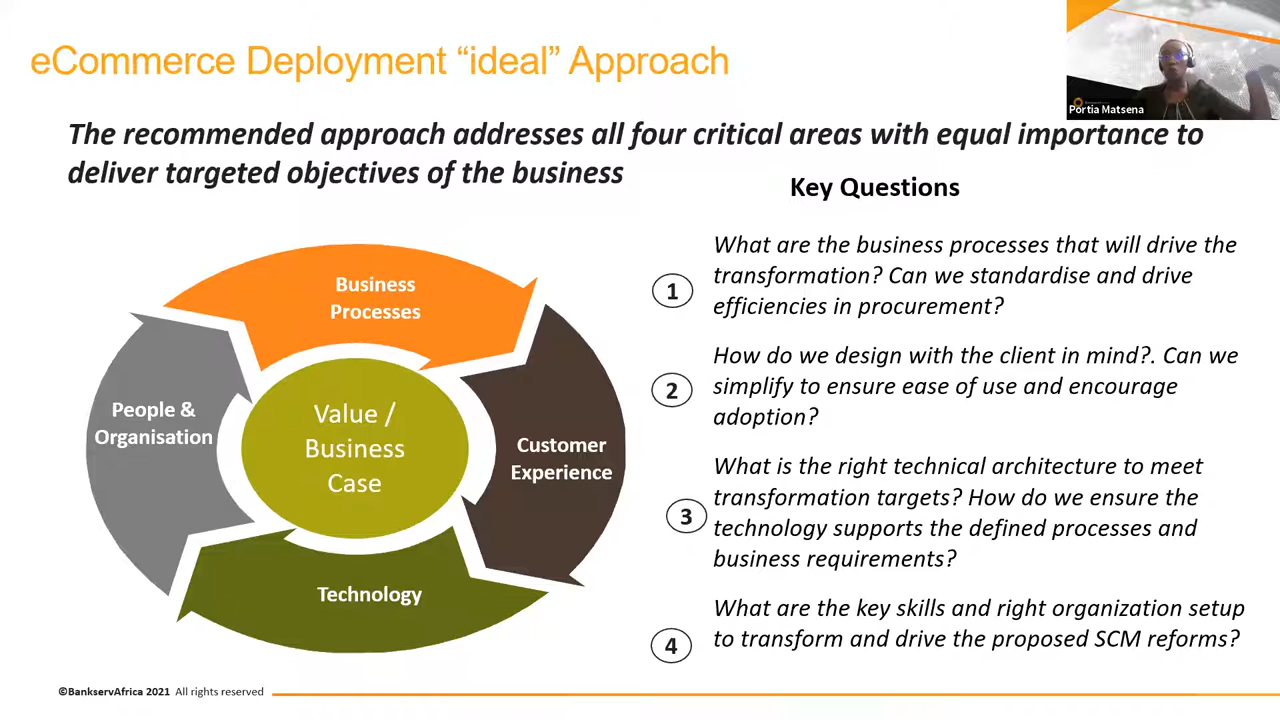 eCommerce Deployment “ideal” Approach
Portia Matsena
The recommended approach addresses all four critical areas with equal importance to
deliver targeted objectives of the business
Key Questions
Business
Processes
People &
Organisation
Value /
Business
Case
Customer
Experience
Technology
1
What are the business processes that will drive the
transformation? Can we standardise and drive
efficiencies in procurement?
2
How do we design with the client in mind?. Can we
simplify to ensure ease of use and encourage
adoption?
3
What is the right technical architecture to meet
transformation targets? How do we ensure the
technology supports the defined processes and
business requirements?
4
What are the key skills and right organization setup
to transform and drive the proposed SCM reforms?
©BankservAfrica 2021 All rights reserved